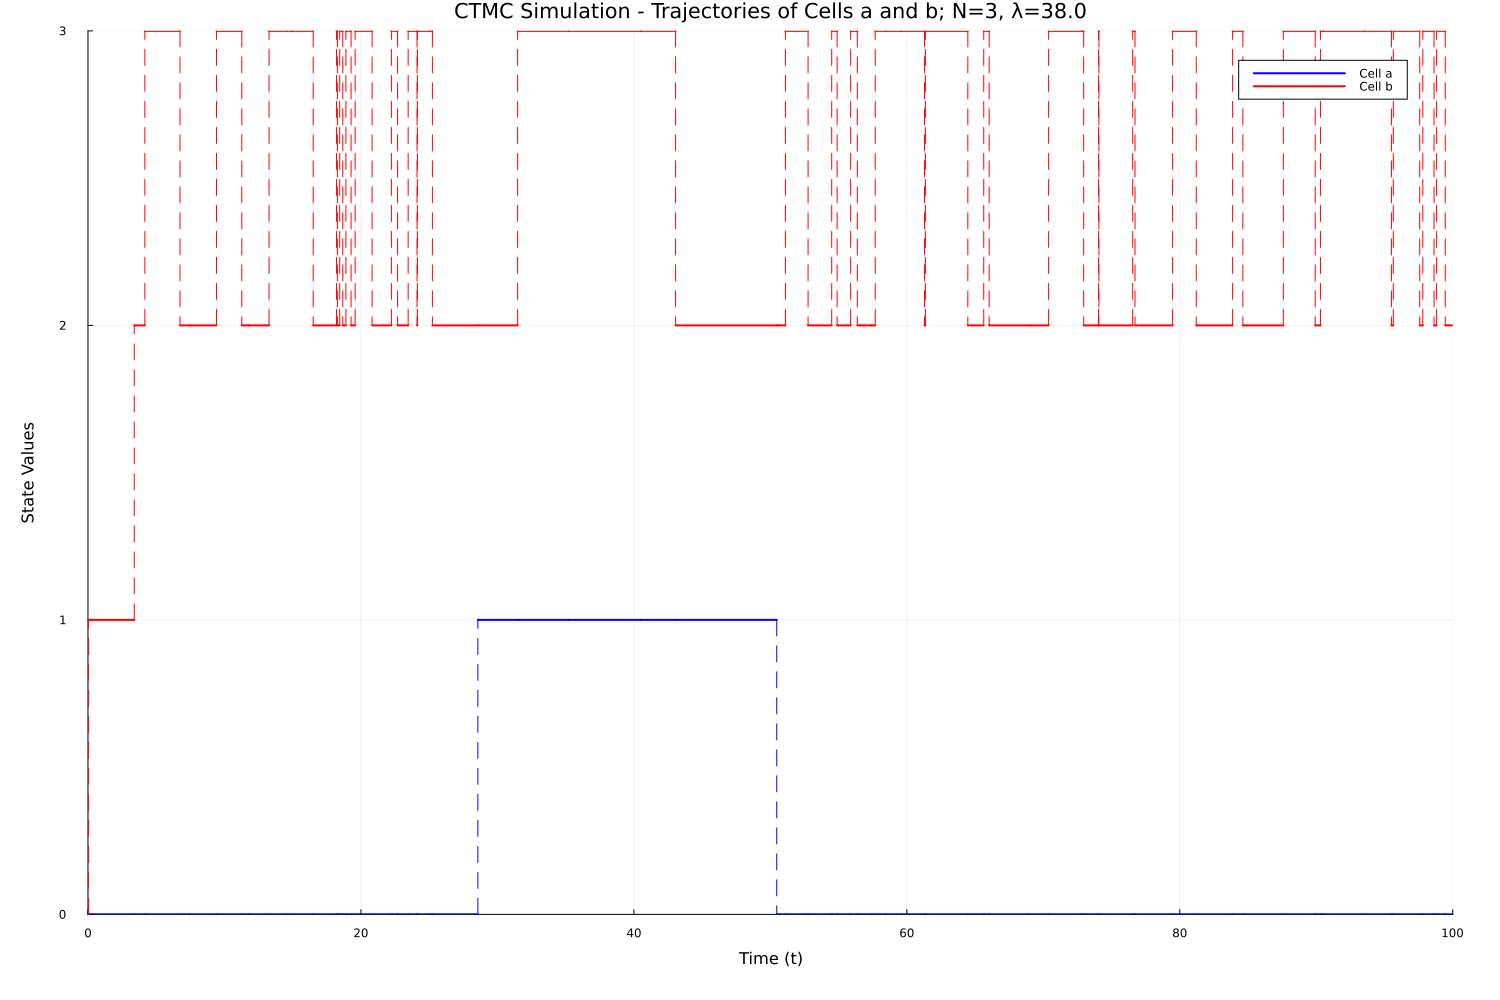 CTMC Simulation - Trajectories of Cells a and b; N=3, λ=38.0
3
Cell a
Cell b
2
State Values
1
0
0 20 40 60 80 100
Time (t)